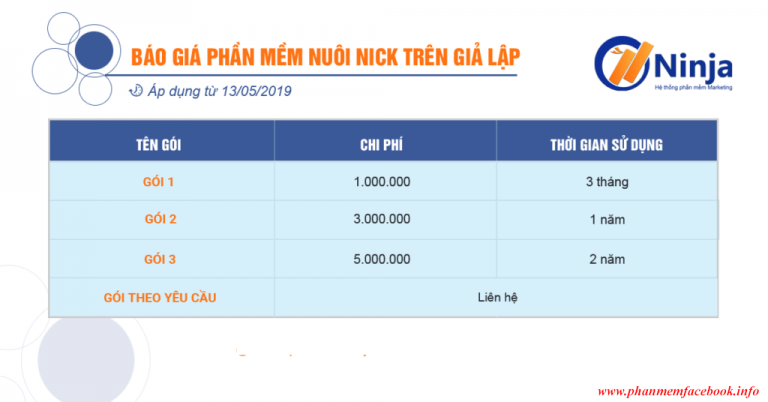 BÁO GIÁ PHẦN MỀM NUÔI NICK TRÊN GIẢ LẬP
Áp dụng từ 13/05/2019
Ninja
Hệ thống phần mềm Marketing
TÊN GÓI CHI PHÍ THỜI GIAN SỬ DỤNG
GÓI 1 1.000.000 3 tháng
GÓI 2 3.000.000 1 năm
GÓI 3 5.000.000 2 năm
GÓI THEO YÊU CẦU Liên hệ
www.phanmemfacebook.info